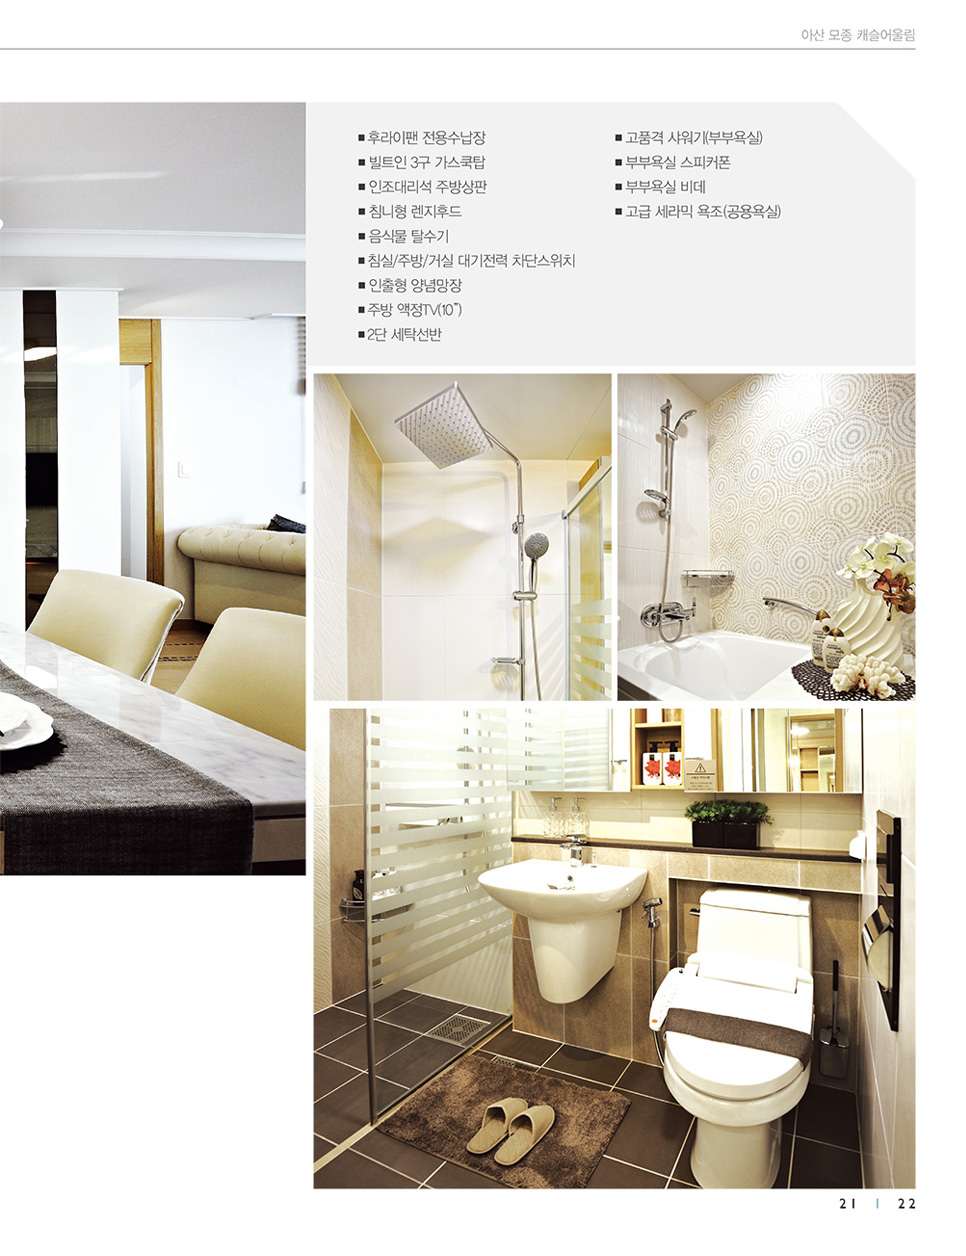 아산 모종 캐슬어울림
■ 후라이팬 전용수납장
■ 빌트인 3구 가스쿡탑
■ 인조대리석 주방상판
■ 침니형 렌지후드
■ 음식물 탈수기
■ 침실/주방/거실 대기전력 차단스위치
■ 인출형 양념망장
■ 주방 액정TV(10")
■ 2단 세탁선반
■ 고품격 샤워기(부부욕실)
■ 부부욕실 스피커폰
■ 부부욕실 비데
■ 고급 세라믹 욕조(공용욕실)
21 | 22